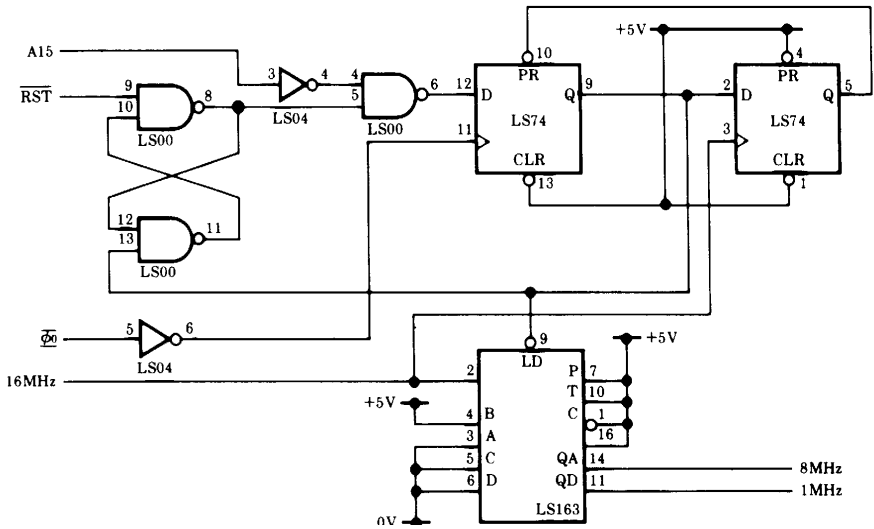 +5V
A15
10
4
PR
PR
3
4
4
6
12
D
Q
9
2
D
Q
5
9
8
5
RST
10
LS04
LS00
11
LS74
3
LS74
LS00
CLR
CLR
13
1
12
11
13
LS00
φ0
5
6
9
+5V
LS04
LD
16MHz
2
P
7
T
10
+5V
4
B
C
1
3
A
16
5
C
QA
14
8MHz
6
D
QD
11
1MHz
LS163
0V